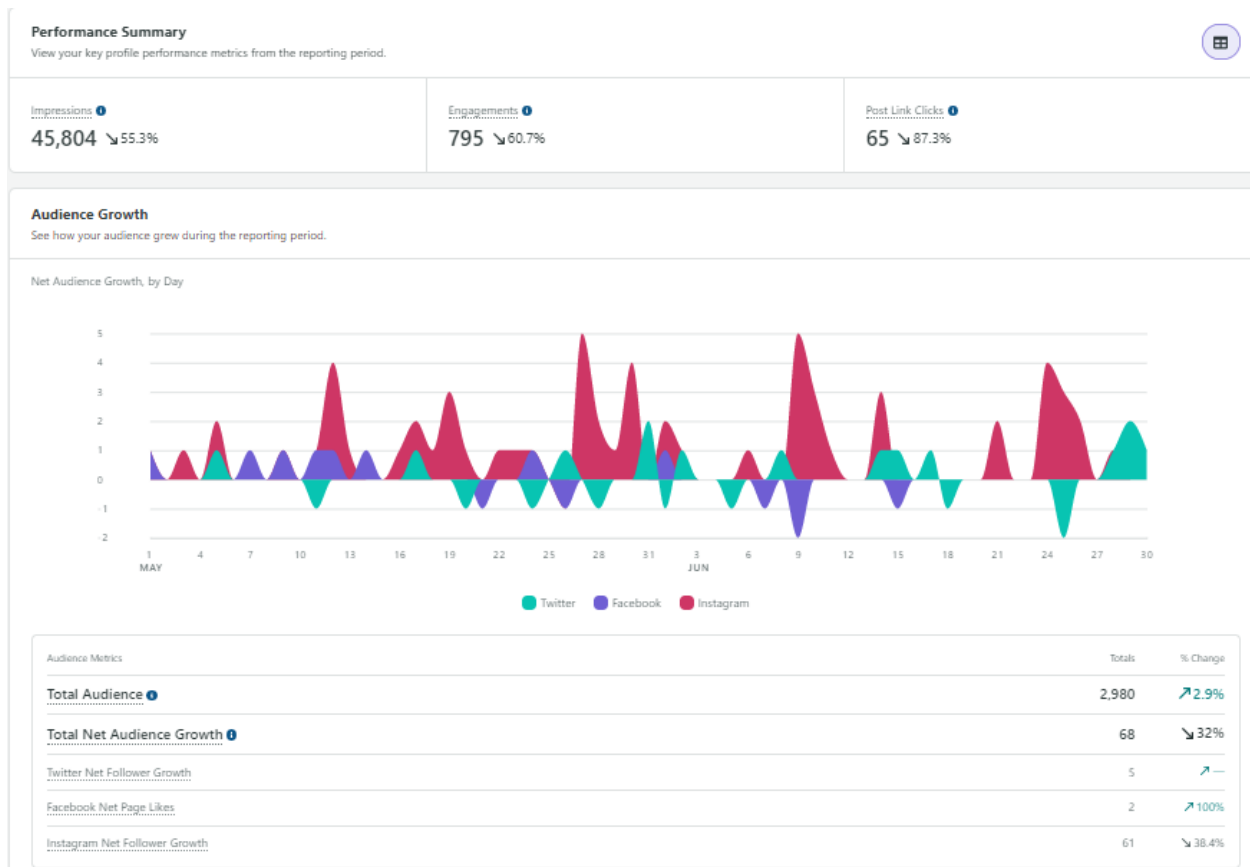 Performance Summary
View your key profile performance metrics from the reporting period.
Impressions Engagements Post Link Clicks
45,804 ↘55.3% 795 ↘60.7% 65 ↘87.3%
Audience Growth
See how your audience grew during the reporting period.
Net Audience Growth, by Day
5
4
3
2
1
0
-1
-2
1 4 7 10 13 16 19 22 25 28 31 3 6 9 12 15 18 21 24 27 30
MAY JUN
Twitter Facebook Instagram
Audience Metrics Totals % Change
Total Audience 2,980 ↗2.9%
Total Net Audience Growth 68 ↘32%
Twitter Net Follower Growth 5 ↗—
Facebook Net Page Likes 2 ↗100%
Instagram Net Follower Growth 61 ↘38.4%